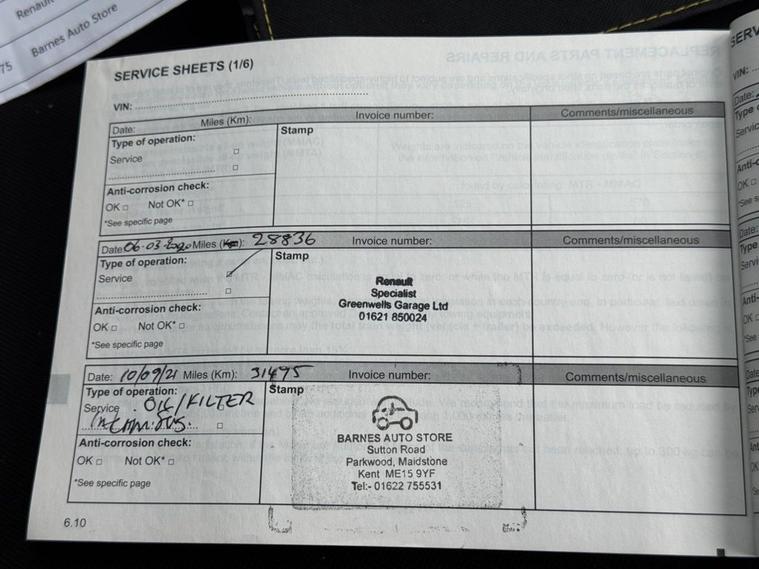 Renault
75 Barnes Auto Store
SERVICE SHEETS (1/6)
VIN:
Date: Miles (Km): Invoice number: Comments/miscellaneous
Type of operation: Stamp
Service
Anti-corrosion check:
OK Not OK*
*See specific page
Date: 06-03-2020 Miles (Km): 28836 Invoice number: Comments/miscellaneous
Type of operation: Stamp
Service
Renault
Specialist
Greenwells Garage Ltd
01621 850024
Anti-corrosion check:
OK Not OK*
*See specific page
Date: 10/09/21 Miles (Km): 31495 Invoice number: Comments/miscellaneous
Type of operation: Stamp
Service OIL/FILTER
BARNES AUTO STORE
Sutton Road
Parkwood, Maidstone
Kent ME15 9YF
Tel:- 01622 755531
Anti-corrosion check:
OK Not OK*
*See specific page
6.10